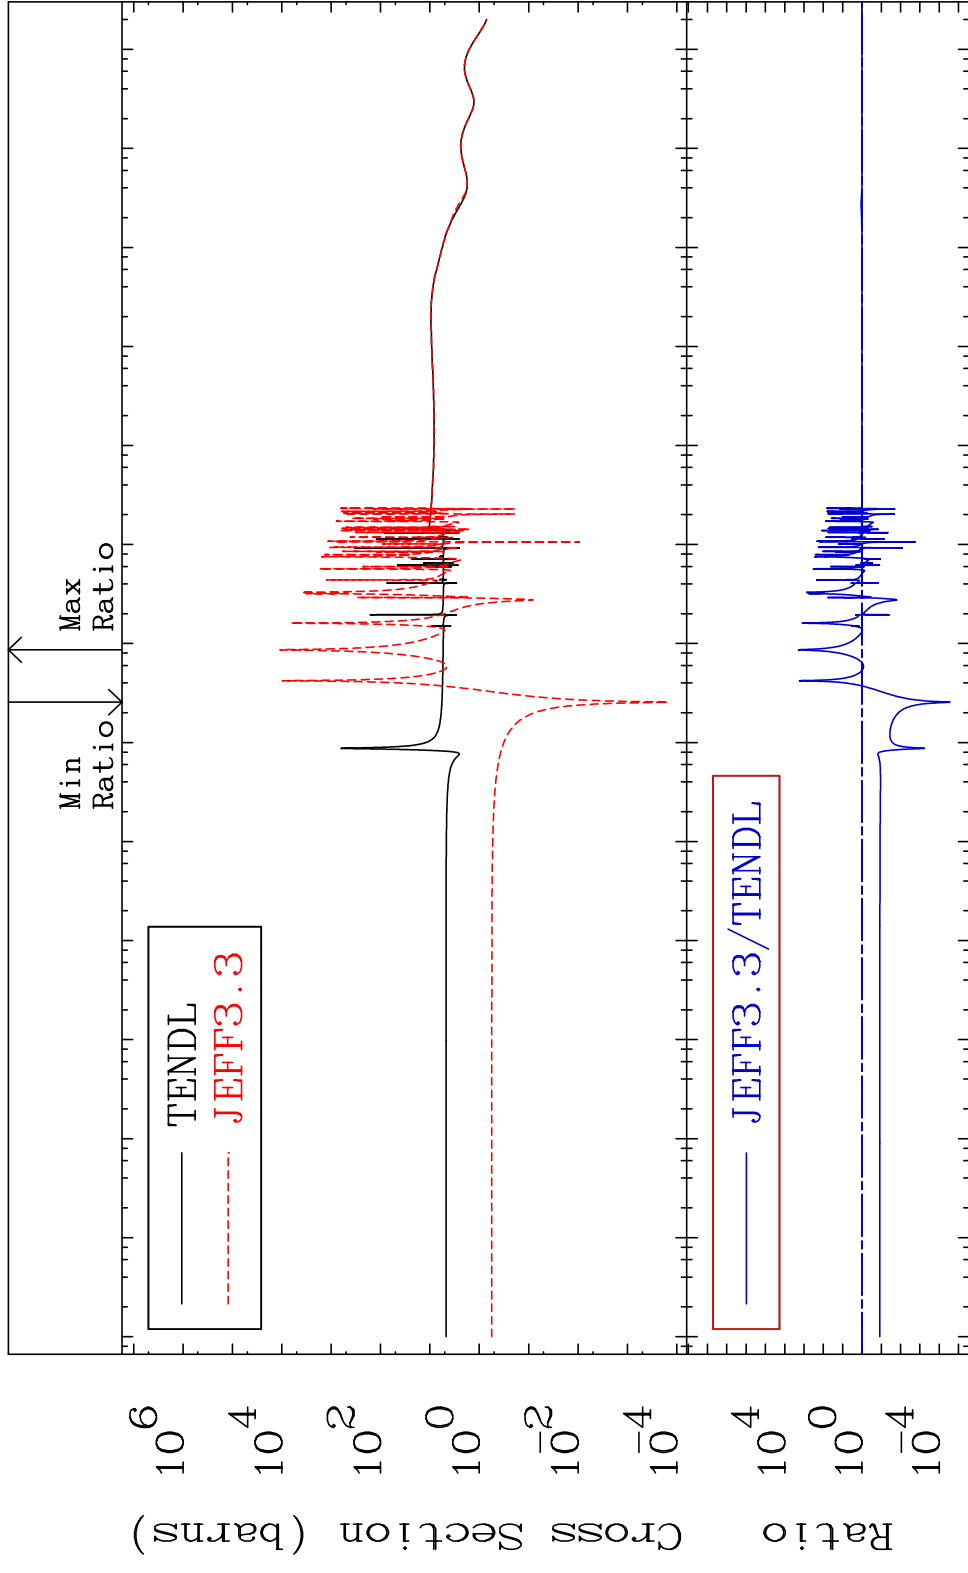 Min
Ratio
Max
Ratio
TENDL
JEFF3.3
10^6
10^4
10^2
10^0
10^-2
10^-4
Cross Section (barns)
JEFF3.3/TENDL
10^4
10^0
10^-4
Ratio